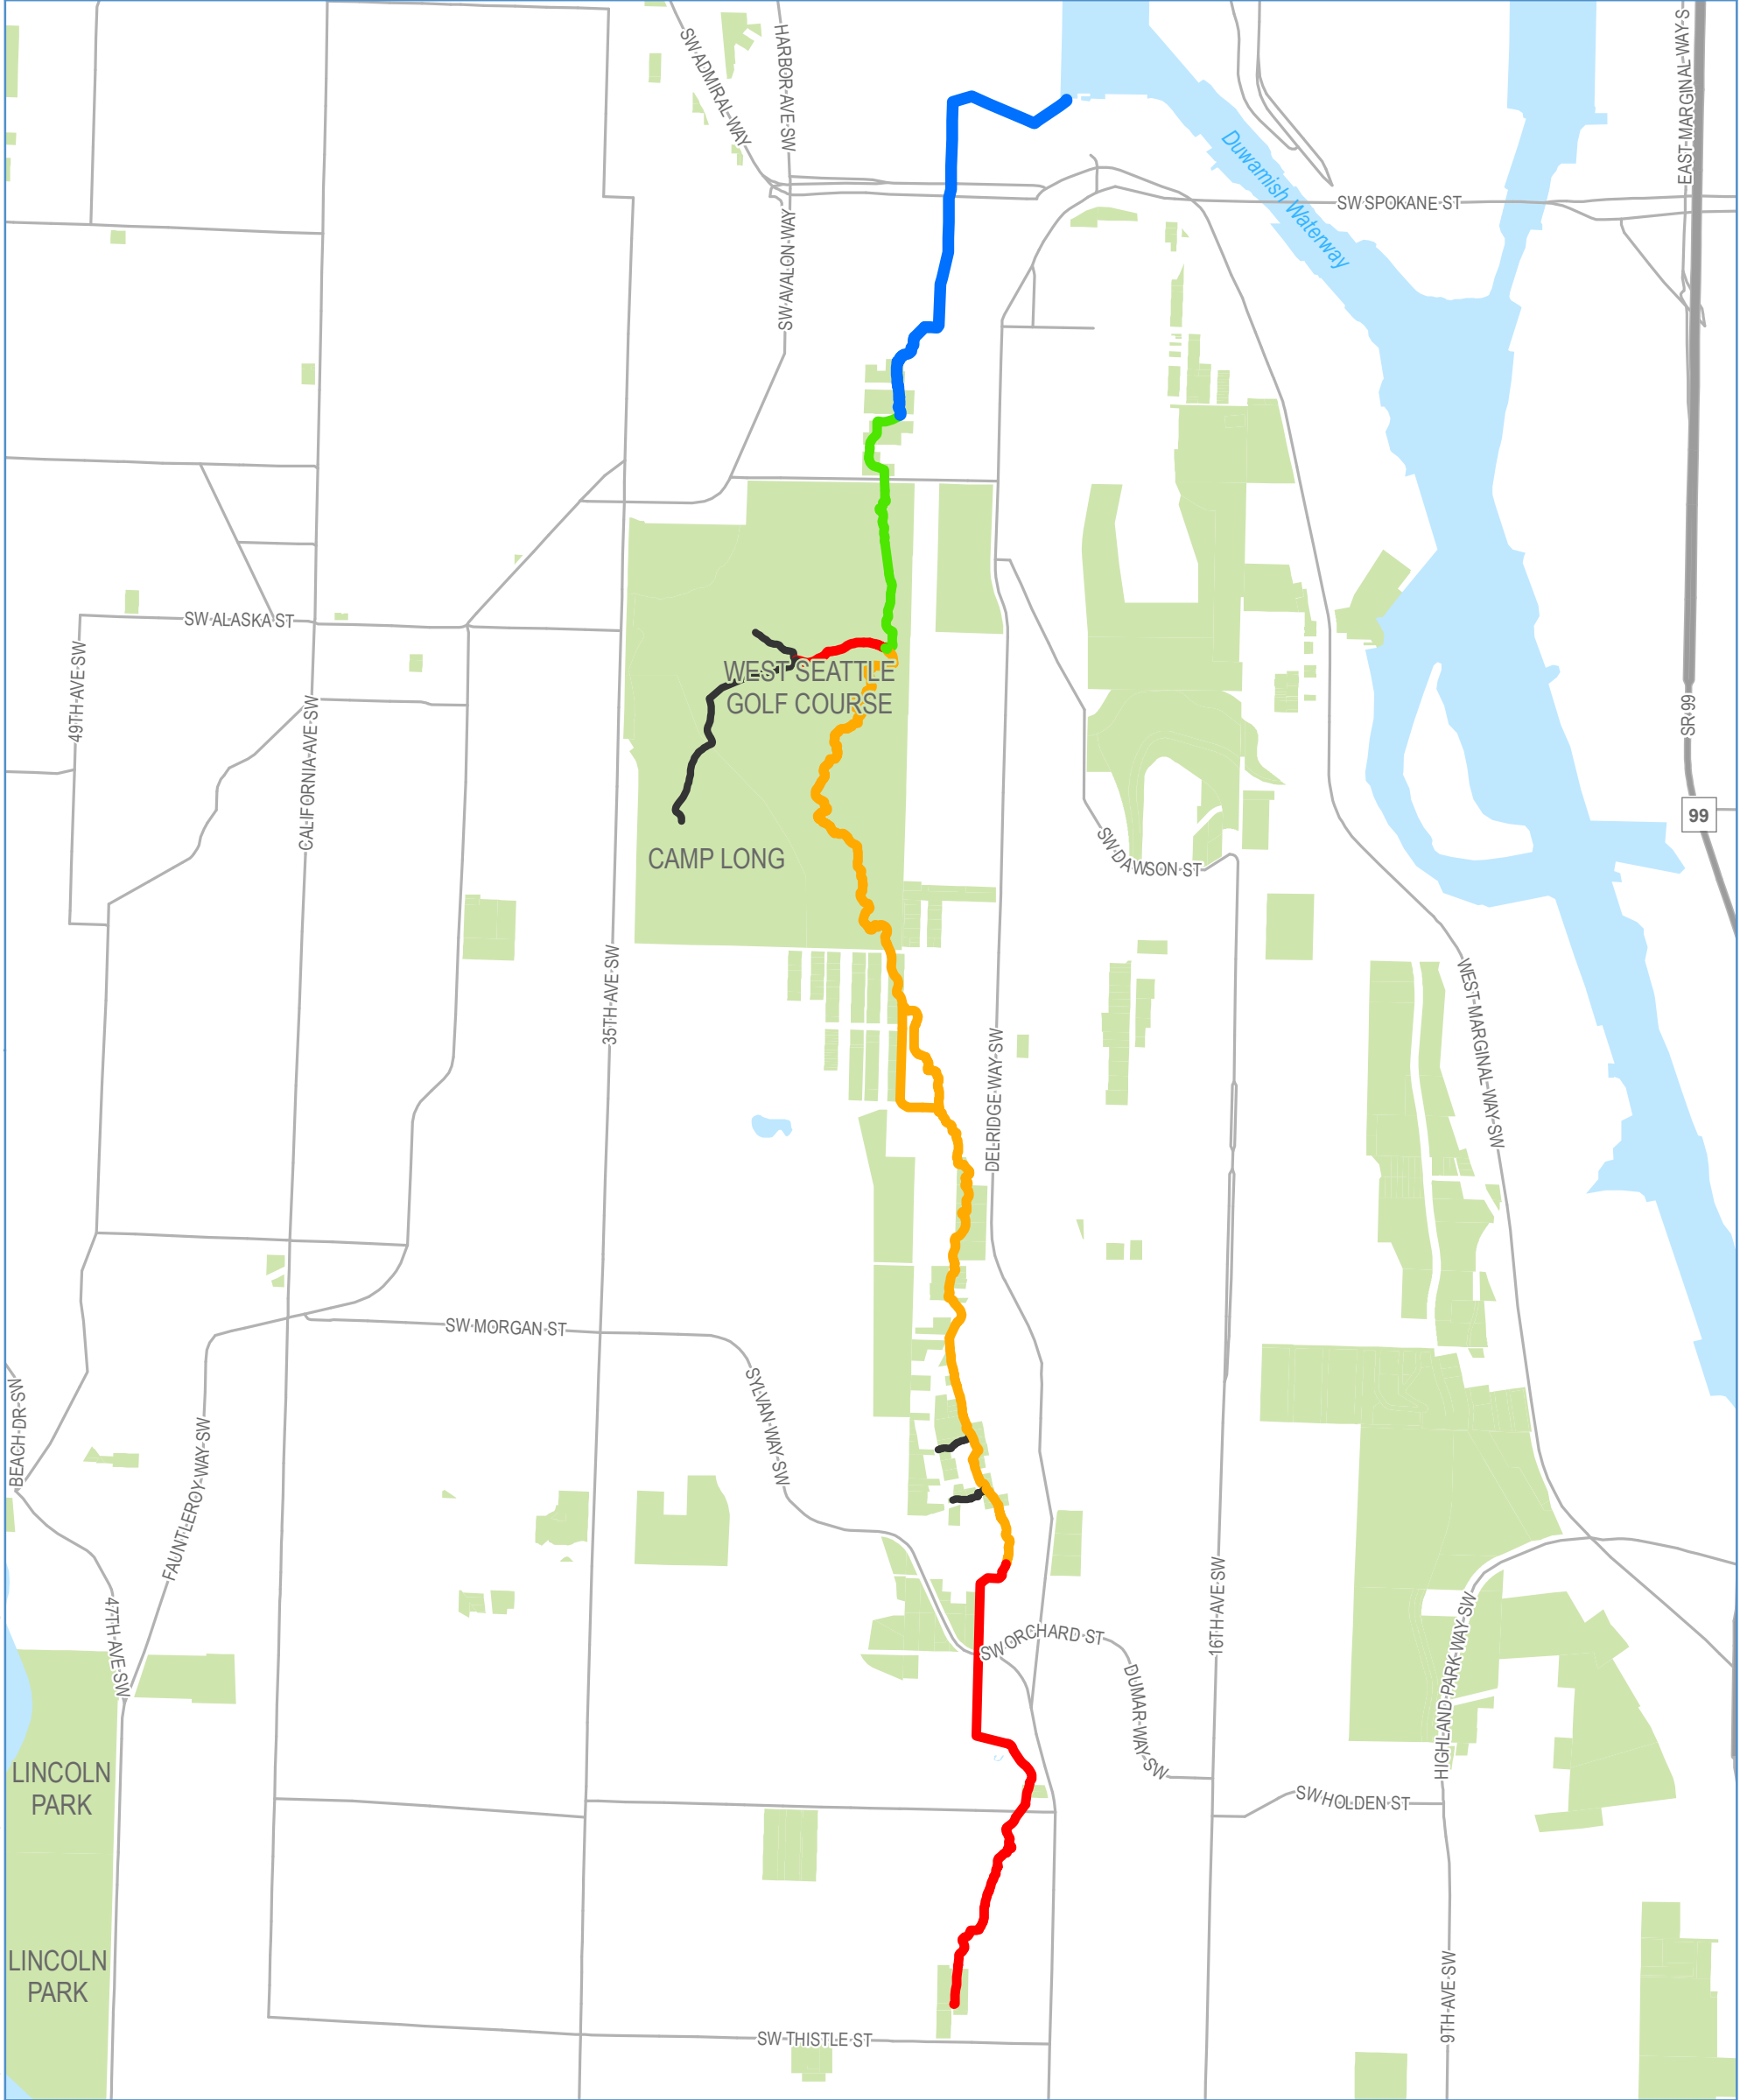 SW ADMIRAL WAY
HARBOR AVE SW
EAST MARGINAL WAY S
Duwamish Waterway
SW SPOKANE ST
SW AVALON WAY
SW ALASKA ST
49TH AVE SW
WEST SEATTLE
GOLF COURSE
SR 99
CALIFORNIA AVE SW
99
SW DAWSON ST
CAMP LONG
35TH AVE SW
WEST MARGINAL WAY SW
DELRIDGE WAY SW
SW MORGAN ST
SYLVAN WAY SW
BEACH DR SW
FAUNTLEROY WAY SW
16TH AVE SW
47TH AVE SW
SW ORCHARD ST
HIGHLAND PARK WAY SW
DUMAR WAY SW
LINCOLN
PARK
SW HOLDEN ST
LINCOLN
PARK
9TH AVE SW
SW THISTLE ST